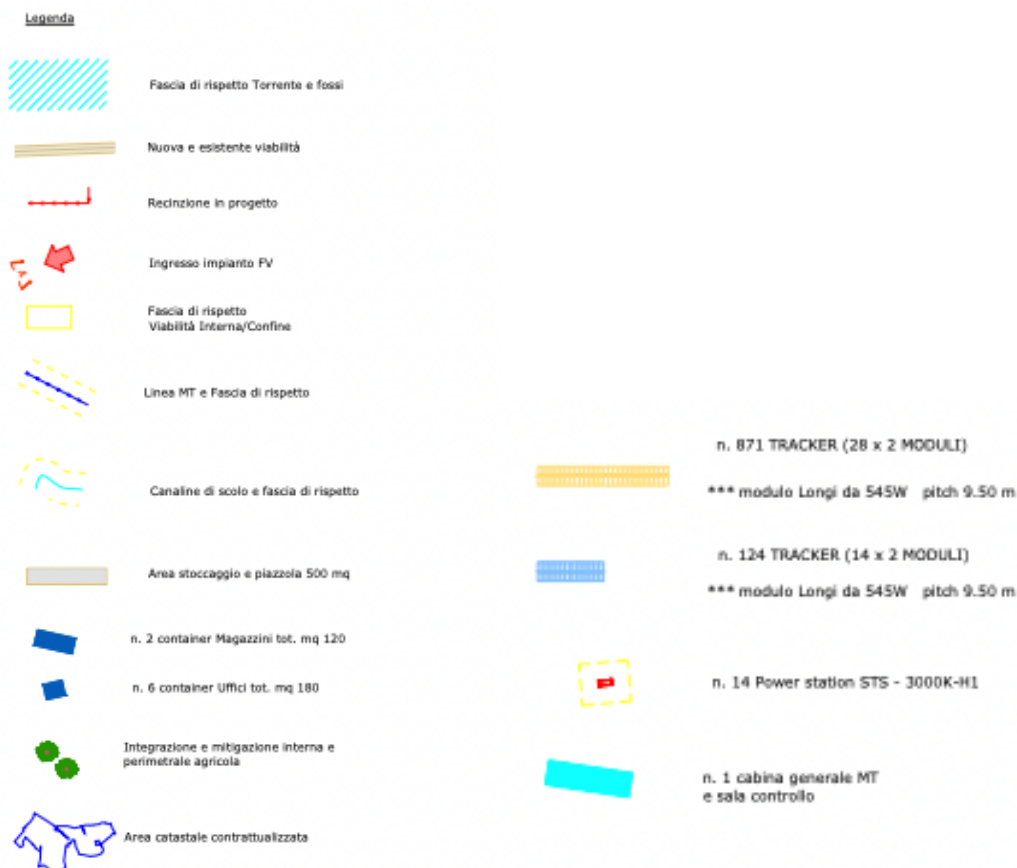 Legenda
Fascia di rispetto Torrente e fossi
Nuova e esistente viabilità
Recinzione in progetto
Ingresso impianto FV
Fascia di rispetto
Viabilità Interna/Confine
Linea MT e Fascia di rispetto
Canaline di scolo e fascia di rispetto
Area stoccaggio e piazzola 500 mq
n. 2 container Magazzini tot. mq 120
n. 6 container Uffici tot. mq 180
Integrazione e mitigazione interna e
perimetrale agricola
Area catastale contrattualizzata
n. 871 TRACKER (28 x 2 MODULI)
*** modulo Longi da 545W pitch 9.50 m
n. 124 TRACKER (14 x 2 MODULI)
*** modulo Longi da 545W pitch 9.50 m
n. 14 Power station STS - 3000K-H1
n. 1 cabina generale MT
e sala controllo